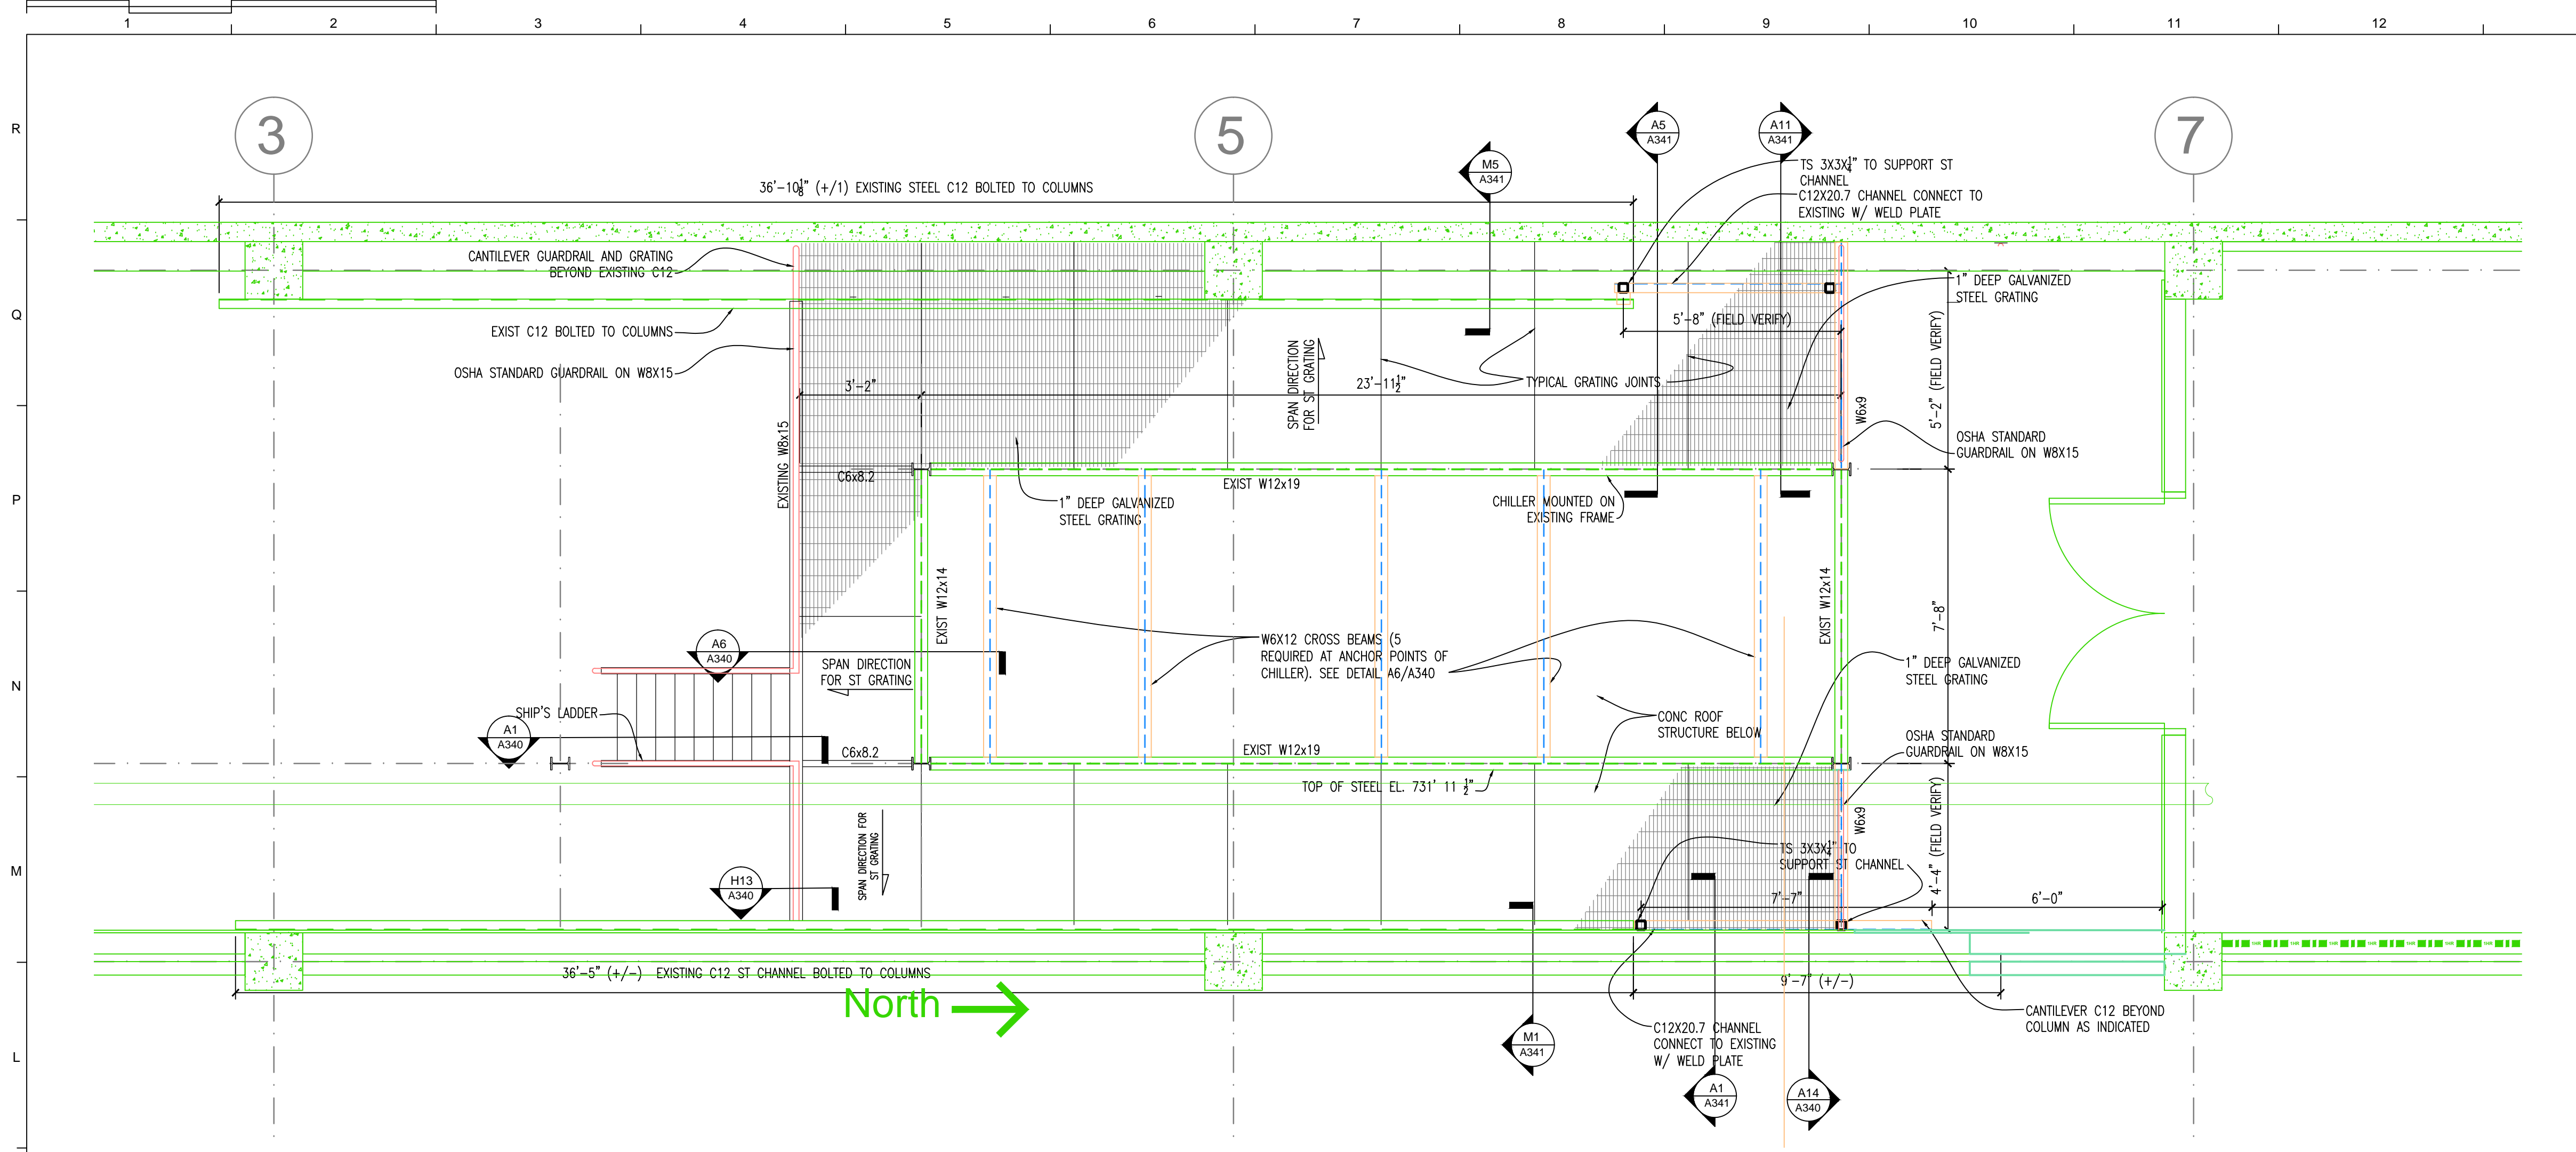 1 2 3 4 5 6 7 8 9 10 11 12
R
Q
P
N
M
L
3
5
7
A5
A341
A11
A341
M5
A341
TS 3X3X1/4" TO SUPPORT ST
CHANNEL
C12X20.7 CHANNEL CONNECT TO
EXISTING W/ WELD PLATE
36'-10 1/8" (+/1) EXISTING STEEL C12 BOLTED TO COLUMNS
CANTILEVER GUARDRAIL AND GRATING
BEYOND EXISTING C12
EXIST C12 BOLTED TO COLUMNS
OSHA STANDARD GUARDRAIL ON W8X15
1" DEEP GALVANIZED
STEEL GRATING
5'-8" (FIELD VERIFY)
5'-2" (FIELD VERIFY)
SPAN DIRECTION
FOR ST GRATING
3'-2"
23'-11 1/2"
TYPICAL GRATING JOINTS
W6x9
OSHA STANDARD
GUARDRAIL ON W8X15
EXISTING W8x15
C6x8.2
EXIST W12x19
1" DEEP GALVANIZED
STEEL GRATING
CHILLER MOUNTED ON
EXISTING FRAME
EXIST W12x14
EXIST W12x14
7'-8"
A6
A340
SPAN DIRECTION
FOR ST GRATING
W6X12 CROSS BEAMS (5
REQUIRED AT ANCHOR POINTS OF
CHILLER). SEE DETAIL A6/A340
1" DEEP GALVANIZED
STEEL GRATING
SHIP'S LADDER
A1
A340
CONC ROOF
STRUCTURE BELOW
C6x8.2
EXIST W12x19
OSHA STANDARD
GUARDRAIL ON W8X15
TOP OF STEEL EL. 731' 11 1/2"
SPAN DIRECTION FOR
ST GRATING
W6x9
4'-4" (FIELD VERIFY)
TS 3X3X1/4" TO
SUPPORT ST CHANNEL
H13
A340
7'-7"
6'-0"
1HR 1HR 1HR 1HR 1HR 1HR 1HR
36'-5" (+/-) EXISTING C12 ST CHANNEL BOLTED TO COLUMNS
9'-7" (+/-)
North
CANTILEVER C12 BEYOND
COLUMN AS INDICATED
C12X20.7 CHANNEL
CONNECT TO EXISTING
W/ WELD PLATE
M1
A341
A1
A341
A14
A340